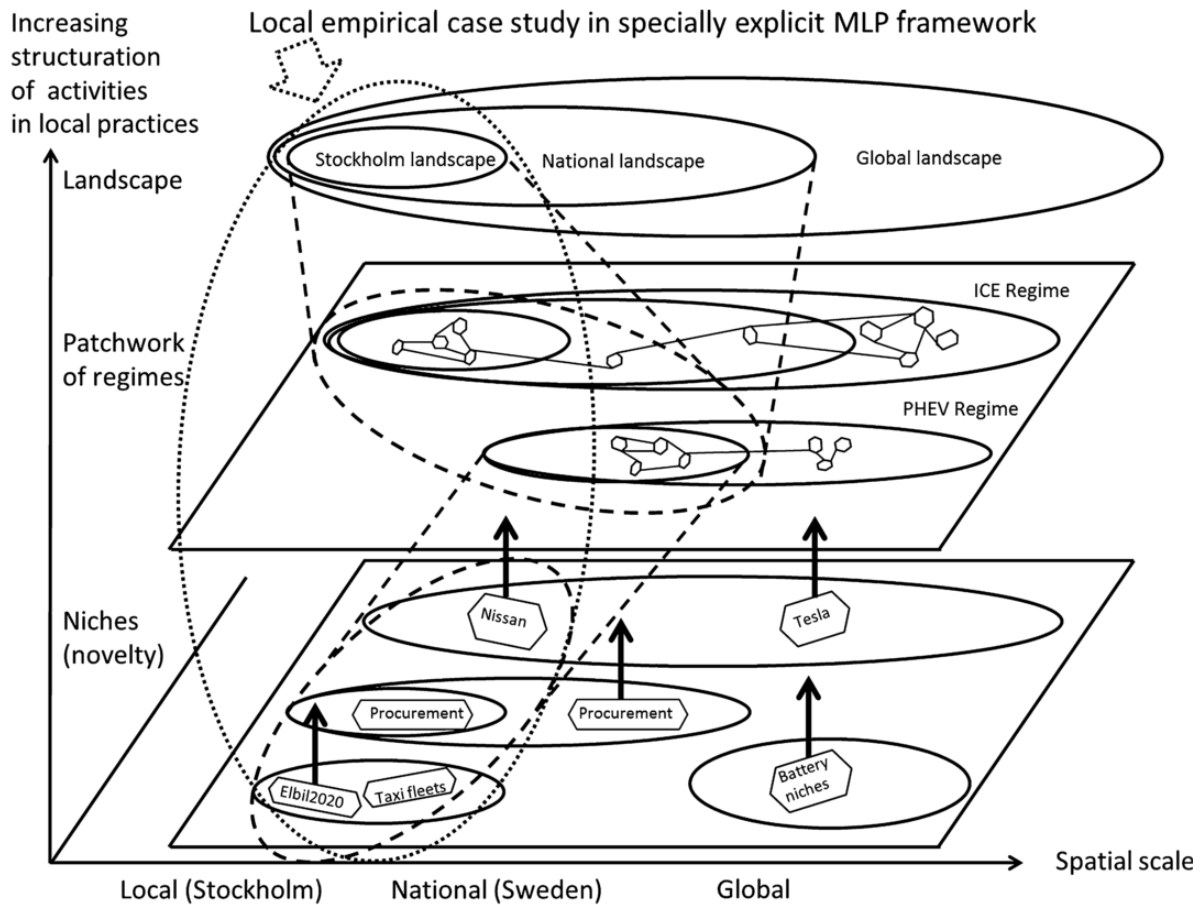 Increasing
structuration
of activities
in local practices
Local empirical case study in specially explicit MLP framework
Landscape
Stockholm landscape
National landscape
Global landscape
ICE Regime
Patchwork
of regimes
PHEV Regime
Niches
(novelty)
Nissan
Tesla
Procurement
Procurement
Elbil2020
Taxi fleets
Battery
niches
Spatial scale
Local (Stockholm)
National (Sweden)
Global